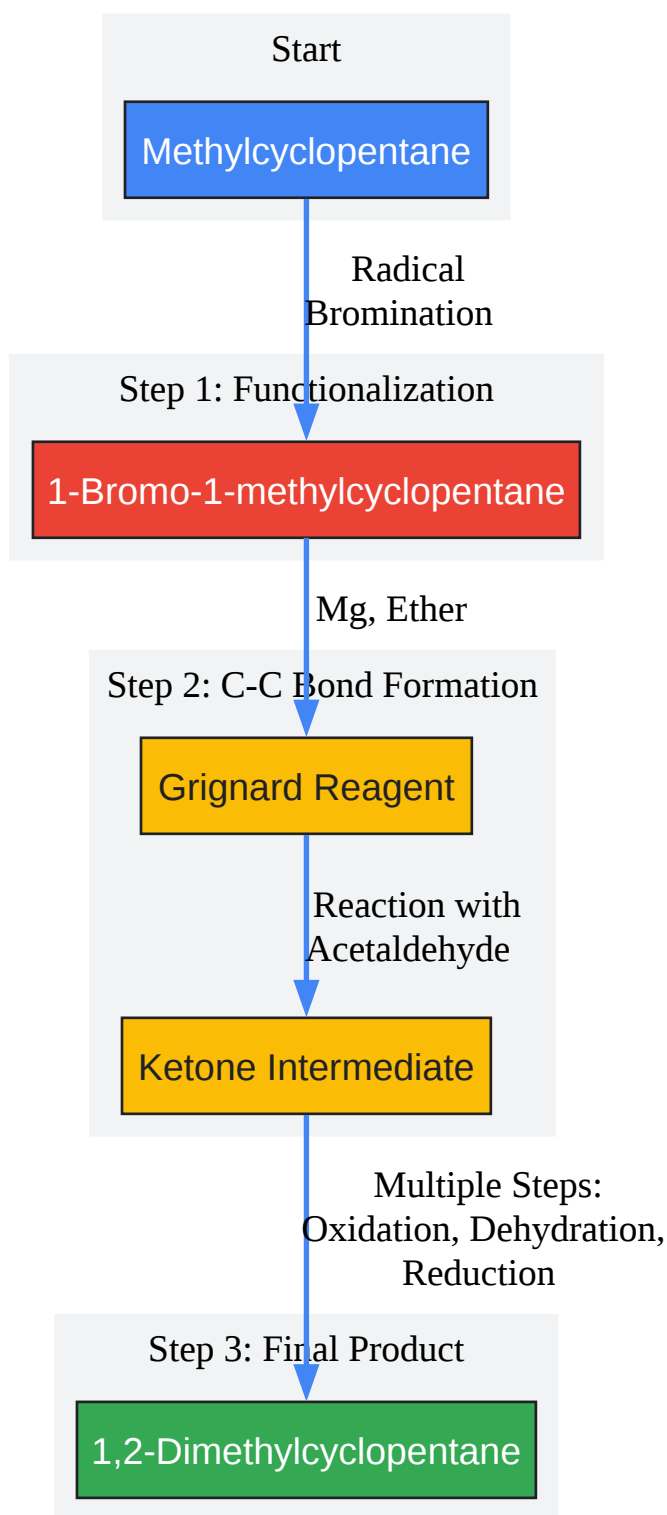 Start
Methylcyclopentane
Radical
Bromination
Step 1: Functionalization
1-Bromo-1-methylcyclopentane
Mg, Ether
Step 2: C-C Bond Formation
Grignard Reagent
Reaction with
Acetaldehyde
Ketone Intermediate
Multiple Steps:
Oxidation, Dehydration,
Reduction
Step 3: Final Product
1,2-Dimethylcyclopentane